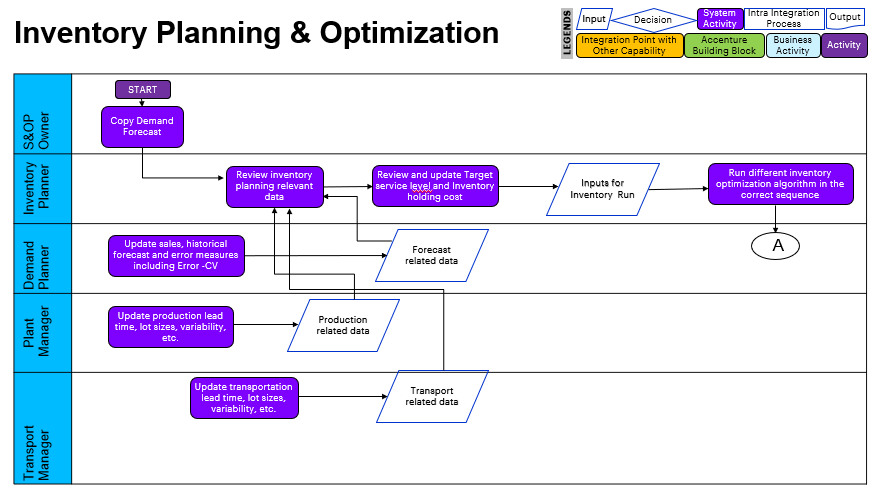 Inventory Planning & Optimization
LEGENDS
Input
Decision
System
Activity
Intra Integration
Process
Output
Integration Point with
Other Capability
Accenture
Building Block
Business
Activity
Activity
S&OP
Owner
START
Copy Demand
Forecast
Inventory
Planner
Review inventory
planning relevant
data
Review and update Target
service level and Inventory
holding cost
Inputs for
Inventory Run
Run different inventory
optimization algorithm in the
correct sequence
A
Demand
Planner
Update sales, historical
forecast and error measures
including Error -CV
Forecast
related data
Plant
Manager
Update production lead
time, lot sizes, variability,
etc.
Production
related data
Transport
Manager
Update transportation
lead time, lot sizes,
variability, etc.
Transport
related data